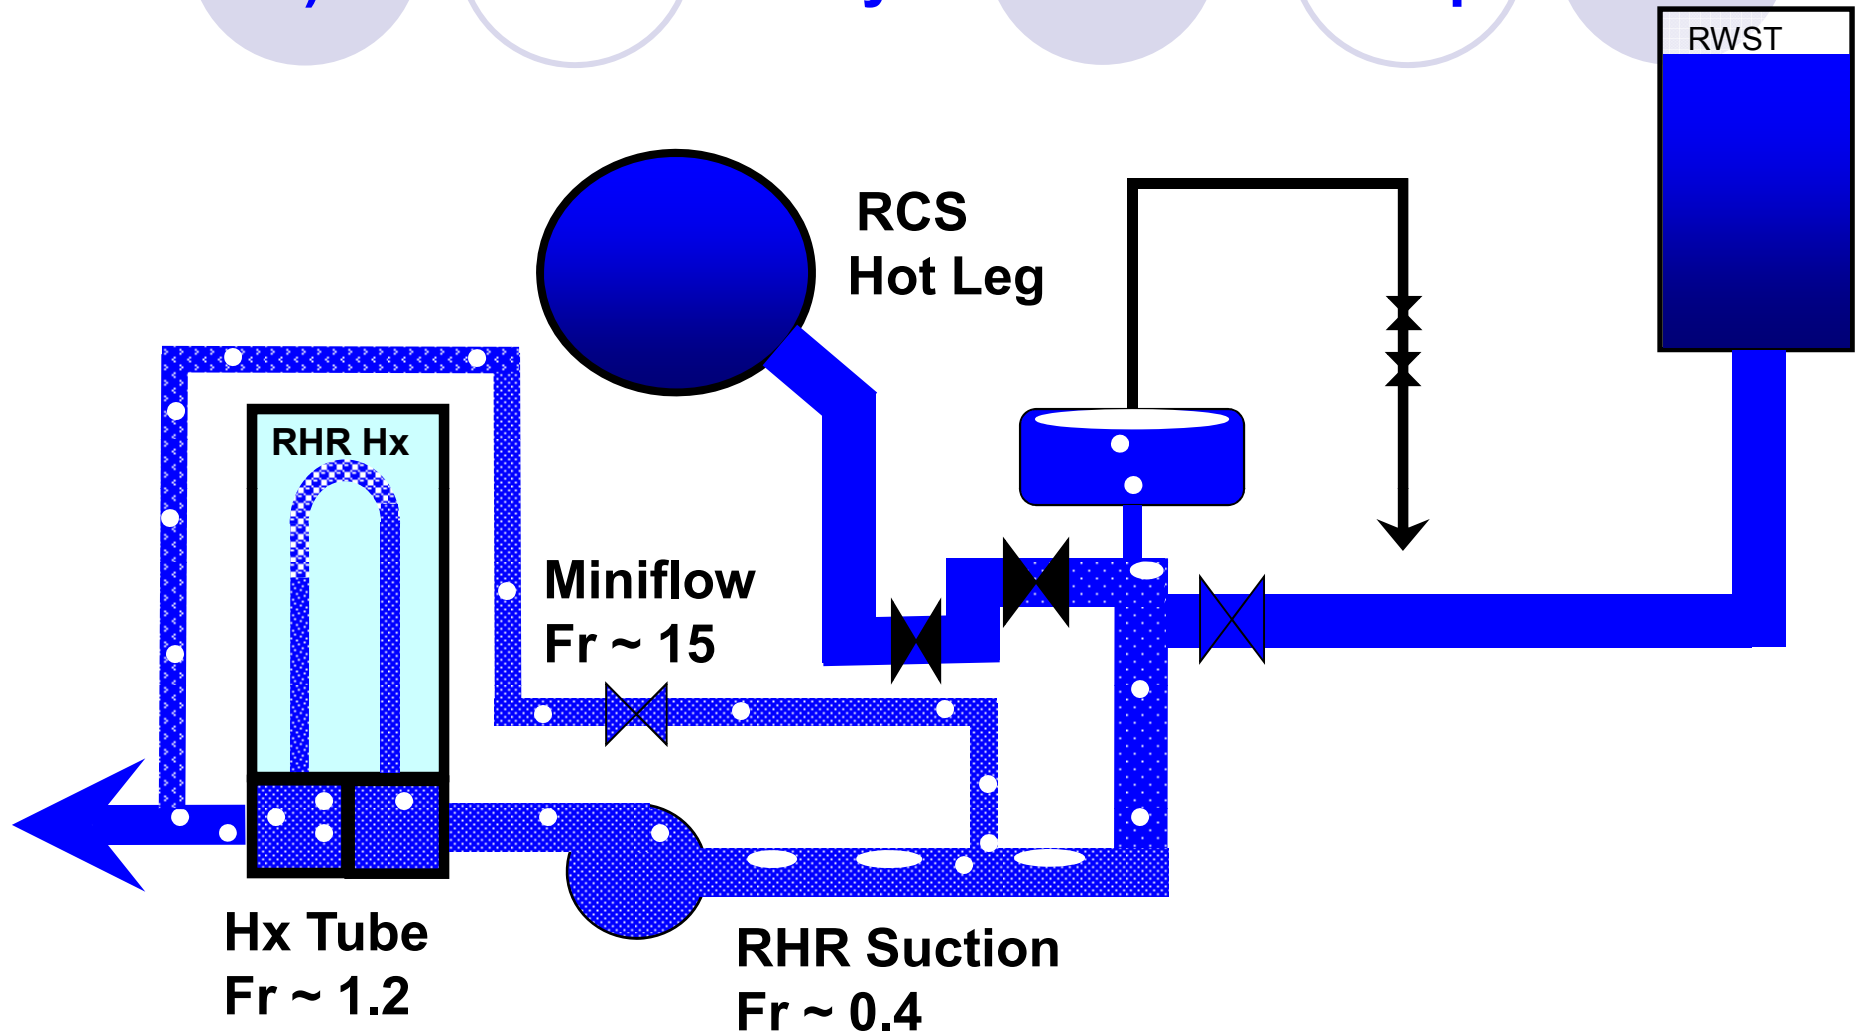 RWST
RCS
Hot Leg
RHR Hx
Miniflow
Fr ~ 15
Hx Tube
Fr ~ 1.2
RHR Suction
Fr ~ 0.4